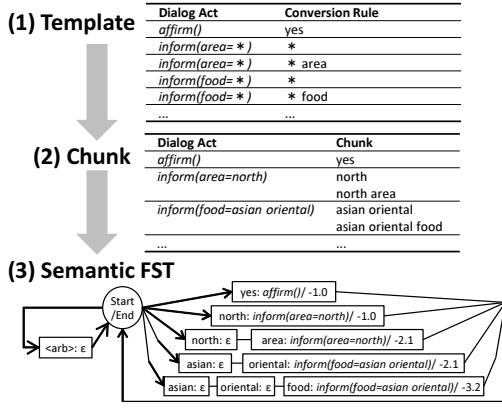 (1) Template
Dialog Act Conversion Rule
affirm() yes
inform(area=*) *
inform(area=*) * area
inform(food=*) *
inform(food=*) * food
... ...
(2) Chunk
Dialog Act Chunk
affirm() yes
inform(area=north) north
north area
inform(food=asian oriental) asian oriental
asian oriental food
... ...
(3) Semantic FST
Start
/End
yes: affirm()/ -1.0
north: inform(area=north)/ -1.0
<arb>: ε
north: ε area: inform(area=north)/ -2.1
asian: ε oriental: inform(food=asian oriental)/ -2.1
asian: ε oriental: ε food: inform(food=asian oriental)/ -3.2